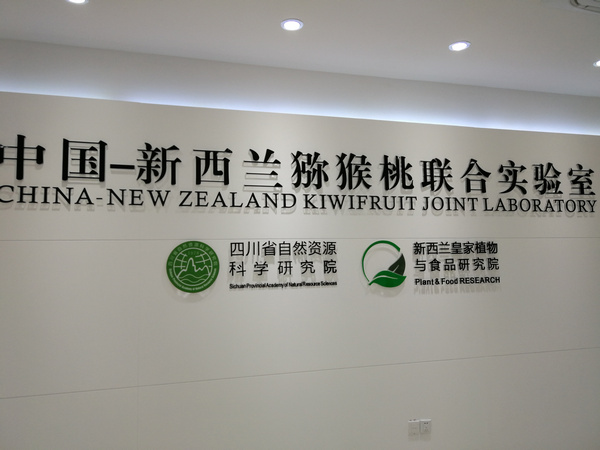 中国-新西兰猕猴桃联合实验室
CHINA-NEW ZEALAND KIWIFRUIT JOINT LABORATORY
四川省自然资源
科学研究院
Sichuan Provincial Academy of Natural Resource Sciences
新西兰皇家植物
与食品研究院
Plant & Food RESEARCH